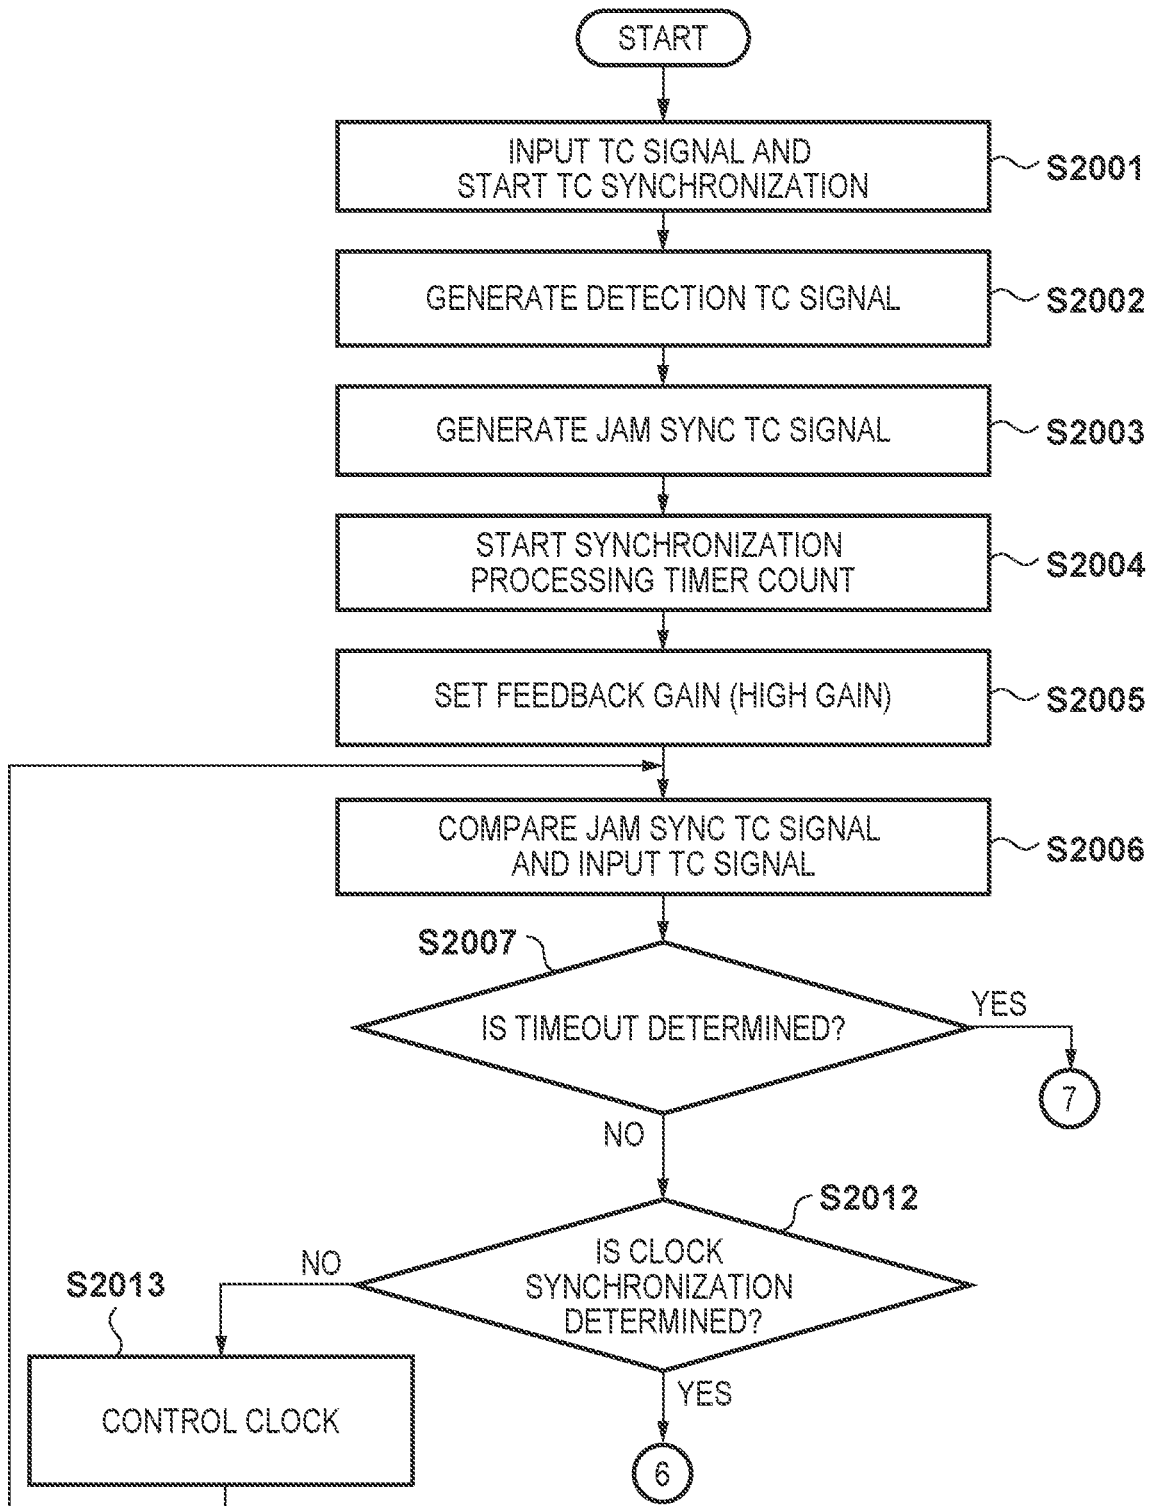 START
INPUT TC SIGNAL AND
START TC SYNCHRONIZATION
S2001
GENERATE DETECTION TC SIGNAL
S2002
GENERATE JAM SYNC TC SIGNAL
S2003
START SYNCHRONIZATION
PROCESSING TIMER COUNT
S2004
SET FEEDBACK GAIN (HIGH GAIN)
S2005
COMPARE JAM SYNC TC SIGNAL
AND INPUT TC SIGNAL
S2006
S2007
IS TIMEOUT DETERMINED?
YES
7
NO
S2012
IS CLOCK
SYNCHRONIZATION
DETERMINED?
NO
S2013
CONTROL CLOCK
YES
6